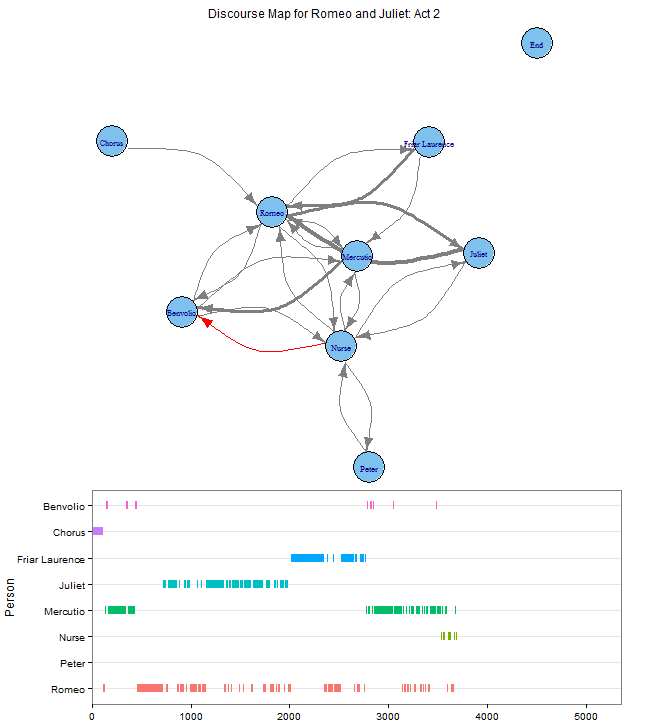 Discourse Map for Romeo and Juliet: Act 2
End
Chorus
Friar Laurence
Romeo
Mercutio
Juliet
Benvolio
Nurse
Peter
Person
Benvolio
Chorus
Friar Laurence
Juliet
Mercutio
Nurse
Peter
Romeo
0 1000 2000 3000 4000 5000